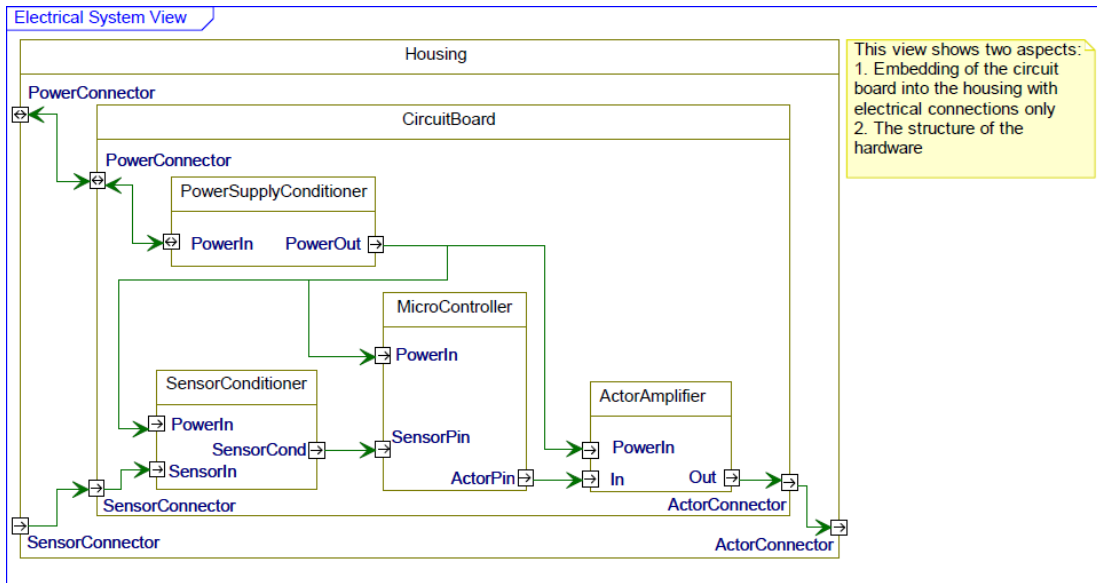 Electrical System View
Housing
This view shows two aspects:
1. Embedding of the circuit
board into the housing with
electrical connections only
2. The structure of the
hardware
PowerConnector
CircuitBoard
PowerConnector
PowerSupplyConditioner
PowerIn
PowerOut
MicroController
PowerIn
SensorConditioner
ActorAmplifier
PowerIn
SensorPin
SensorCond
PowerIn
SensorIn
ActorPin
In
Out
SensorConnector
ActorConnector
SensorConnector
ActorConnector